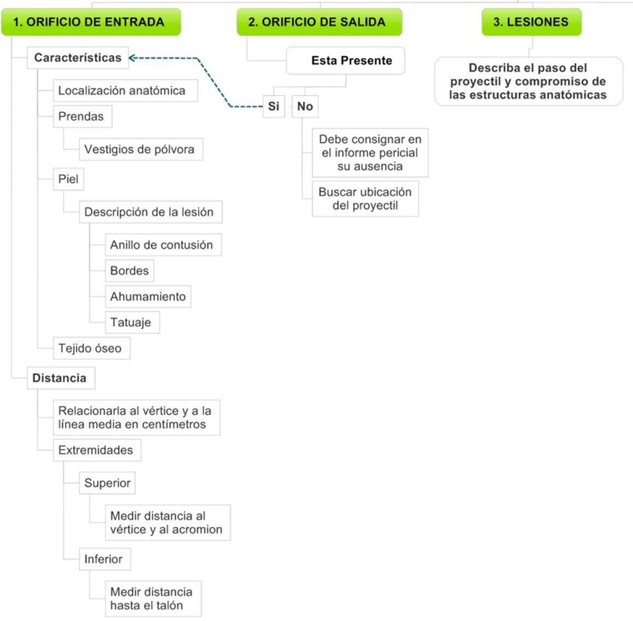 1. ORIFICIO DE ENTRADA
Características
Localización anatómica
Prendas
Vestigios de pólvora
Piel
Descripción de la lesión
Anillo de contusión
Bordes
Ahumamiento
Tatuaje
Tejido óseo
Distancia
Relacionarla al vértice y a la
línea media en centímetros
Extremidades
Superior
Medir distancia al
vértice y al acromion
Inferior
Medir distancia
hasta el talón
2. ORIFICIO DE SALIDA
Esta Presente
Si
No
Debe consignar en
el informe pericial
su ausencia
Buscar ubicación
del proyectil
3. LESIONES
Describa el paso del
proyectil y compromiso de
las estructuras anatómicas